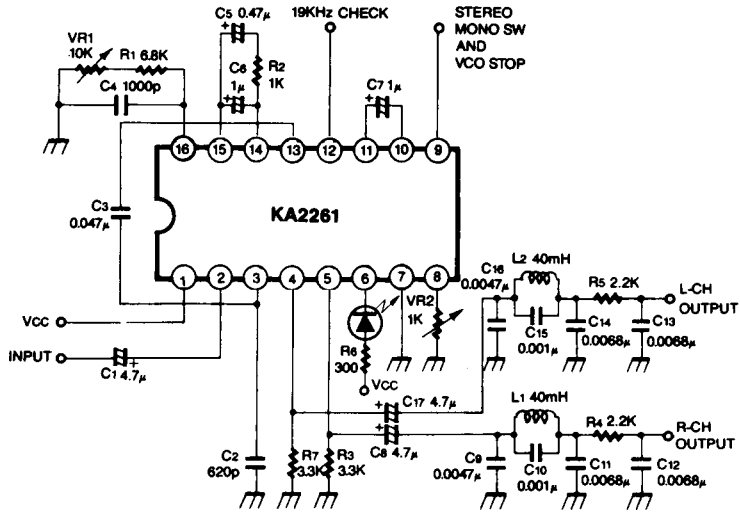 C5 0.47μ
19KHz CHECK
STEREO
MONO SW
AND
VCO STOP
VR1
10K
R1 6.8K
C4 1000p
C6
1μ
R2
1K
C7 1μ
16
15
14
13
12
11
10
9
C3
0.047μ
KA2261
1
2
3
4
5
6
7
8
VCC
INPUT
C1 4.7μ
C2
620p
R7
3.3K
R3
3.3K
R6
300
VCC
VR2
1K
C17 4.7μ
C8 4.7μ
C16
0.0047μ
L2 40mH
C15
0.001μ
R5 2.2K
C14
0.0068μ
C13
0.0068μ
L-CH
OUTPUT
C9
0.0047μ
L1 40mH
C10
0.001μ
R4 2.2K
C11
0.0068μ
C12
0.0068μ
R-CH
OUTPUT